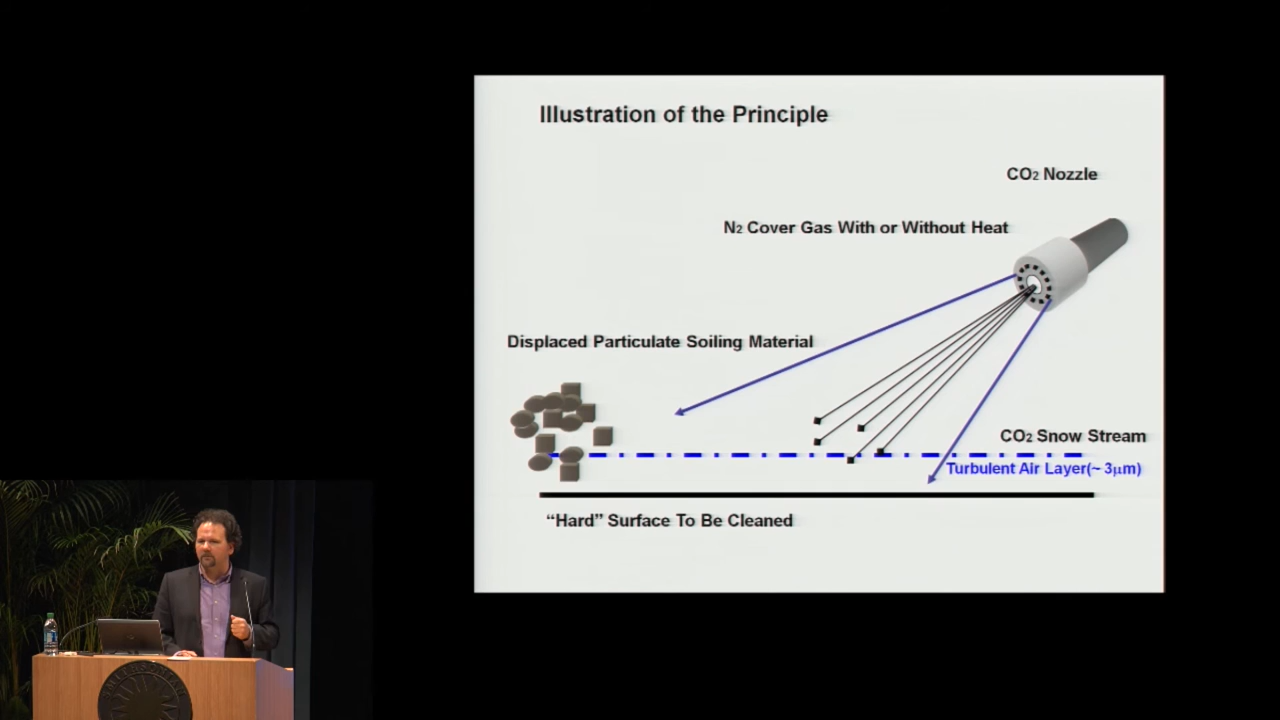 Illustration of the Principle
CO2 Nozzle
N2 Cover Gas With or Without Heat
Displaced Particulate Soiling Material
CO2 Snow Stream
Turbulent Air Layer(~ 3μm)
“Hard” Surface To Be Cleaned
SMITHSONIAN